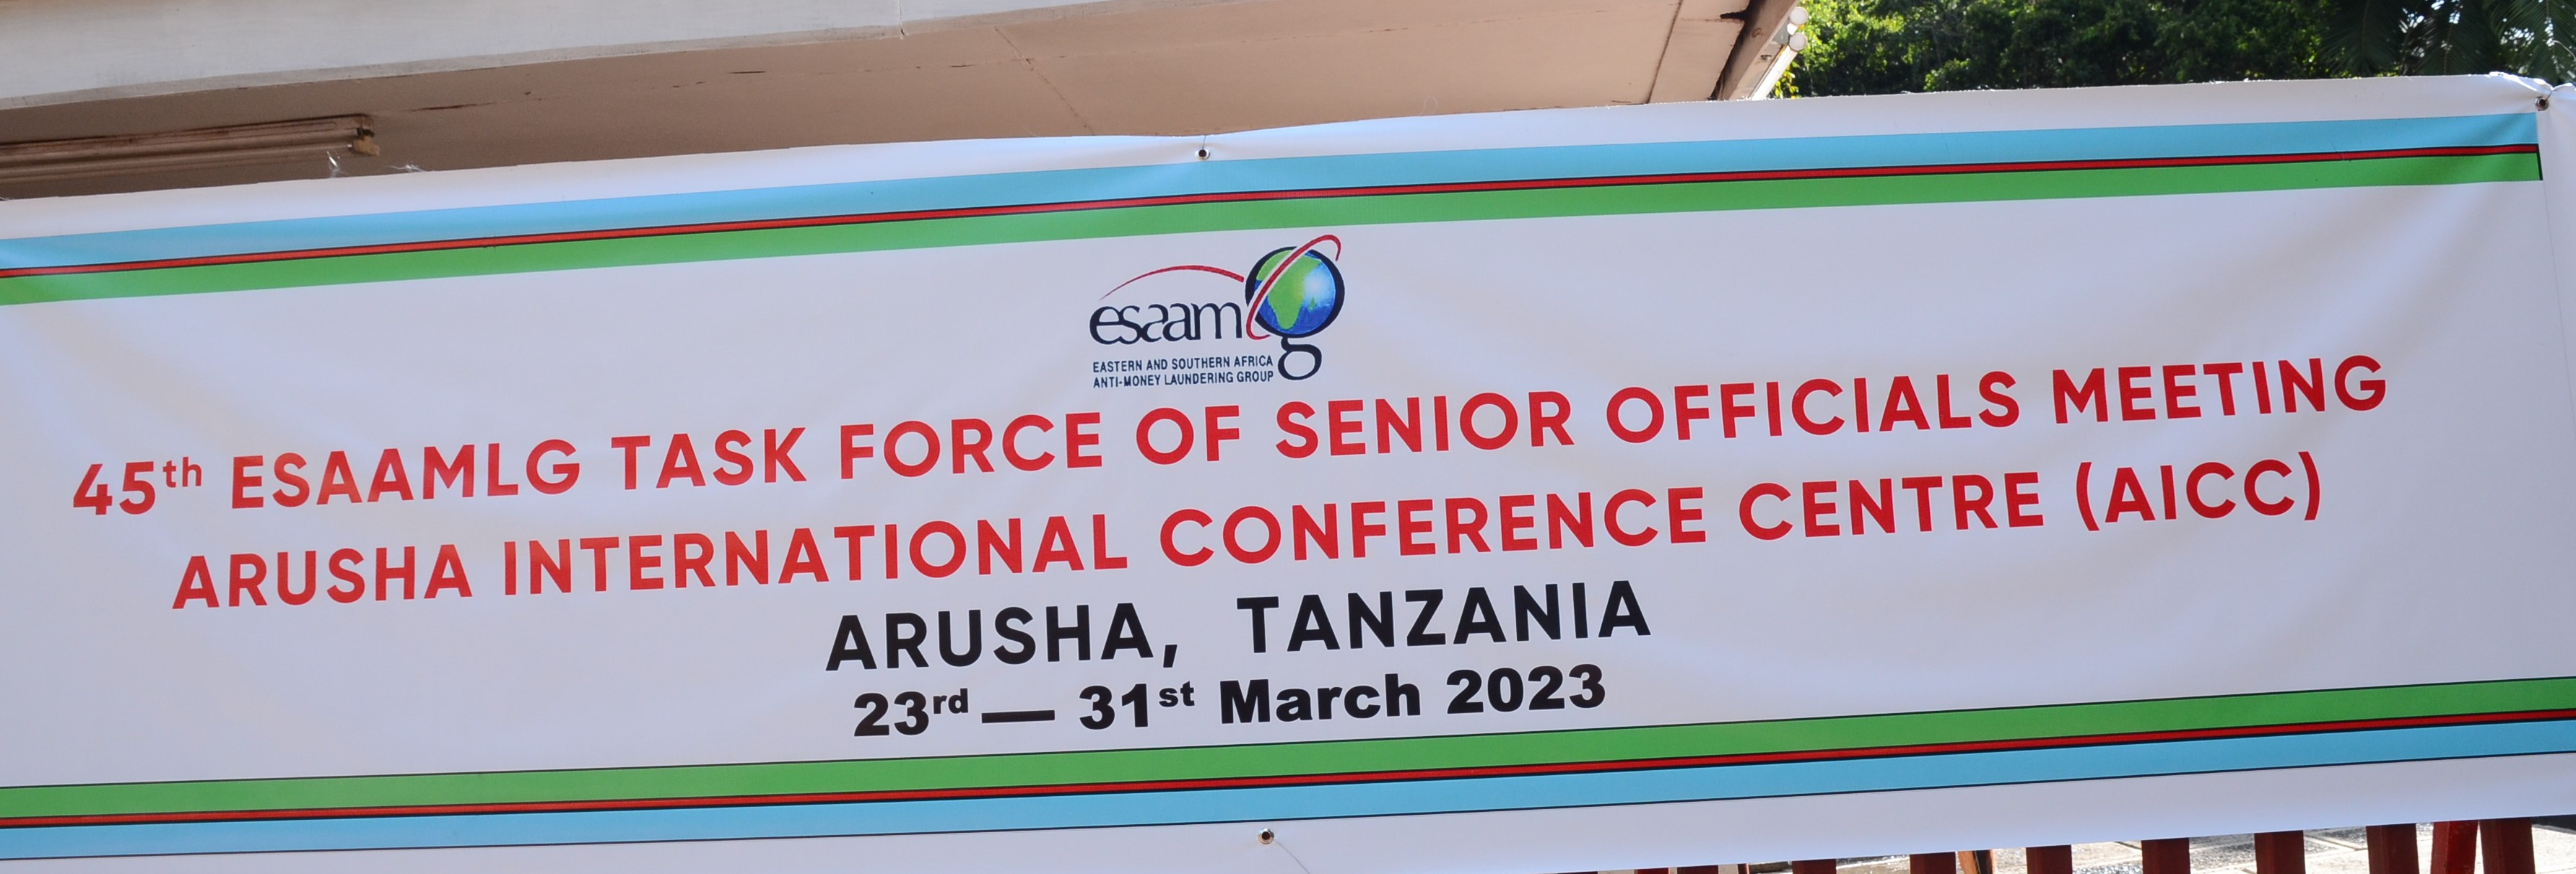 esaamlg
EASTERN AND SOUTHERN AFRICA
ANTI-MONEY LAUNDERING GROUP
45th ESAAMLG TASK FORCE OF SENIOR OFFICIALS MEETING
ARUSHA INTERNATIONAL CONFERENCE CENTRE (AICC)
ARUSHA, TANZANIA
23rd — 31st March 2023